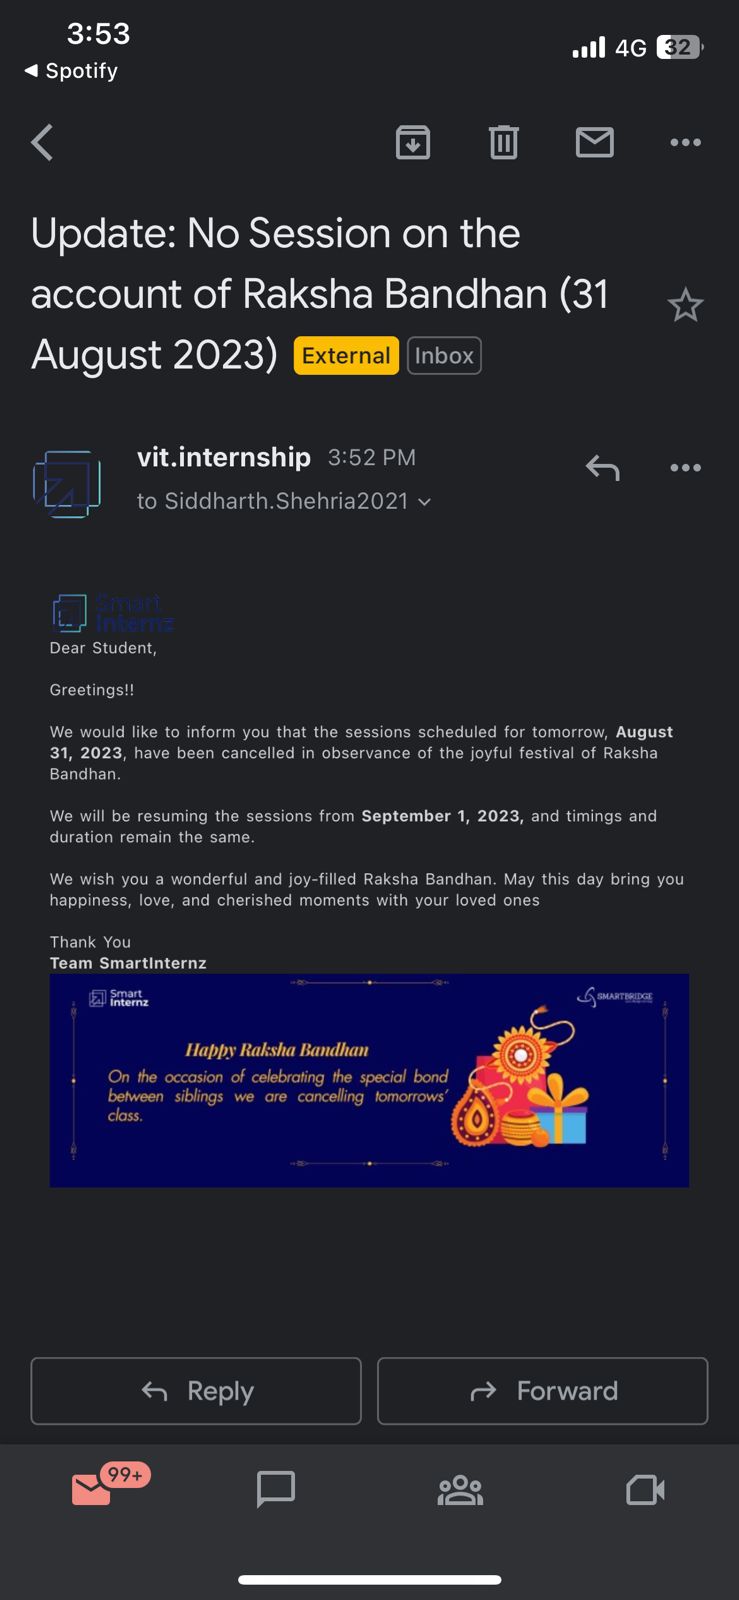 3:53
4G 32
◀ Spotify
Update: No Session on the
account of Raksha Bandhan (31
August 2023) External Inbox
vit.internship 3:52 PM
to Siddharth.Shehria2021
Smart
Internz
Dear Student,
Greetings!!
We would like to inform you that the sessions scheduled for tomorrow, August
31, 2023, have been cancelled in observance of the joyful festival of Raksha
Bandhan.
We will be resuming the sessions from September 1, 2023, and timings and
duration remain the same.
We wish you a wonderful and joy-filled Raksha Bandhan. May this day bring you
happiness, love, and cherished moments with your loved ones
Thank You
Team SmartInternz
Smart
Internz
SMARTBRIDGE
Happy Raksha Bandhan
On the occasion of celebrating the special bond
between siblings we are cancelling tomorrows'
class.
Reply
Forward
99+